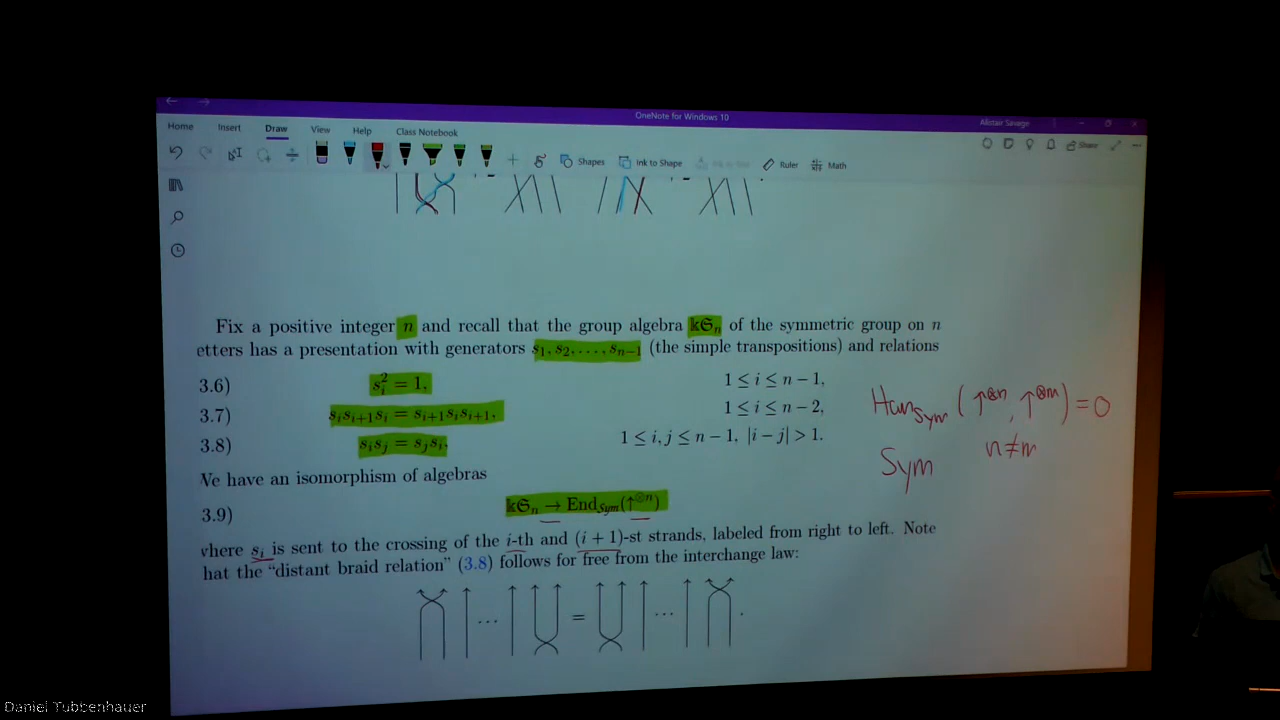 OneNote for Windows 10
Alistair Savage
Home Insert Draw View Help Class Notebook
Share
Shapes Ink to Shape Ruler Math
Fix a positive integer n and recall that the group algebra 𝕜𝔖ₙ of the symmetric group on n
etters has a presentation with generators s₁, s₂, …, sₙ₋₁ (the simple transpositions) and relations
3.6) sᵢ² = 1, 1 ≤ i ≤ n − 1,
3.7) sᵢsᵢ₊₁sᵢ = sᵢ₊₁sᵢsᵢ₊₁, 1 ≤ i ≤ n − 2,
3.8) sᵢsⱼ = sⱼsᵢ, 1 ≤ i, j ≤ n − 1, |i − j| > 1.
Hom_Sym (↑^⊗n, ↑^⊗m) = 0
n ≠ m
Sym
We have an isomorphism of algebras
3.9) 𝕜𝔖ₙ → End_Sym(↑^⊗n)
where sᵢ is sent to the crossing of the i-th and (i + 1)-st strands, labeled from right to left. Note
hat the “distant braid relation” (3.8) follows for free from the interchange law:
⋯ = ⋯ .
Daniel Tubbenhauer